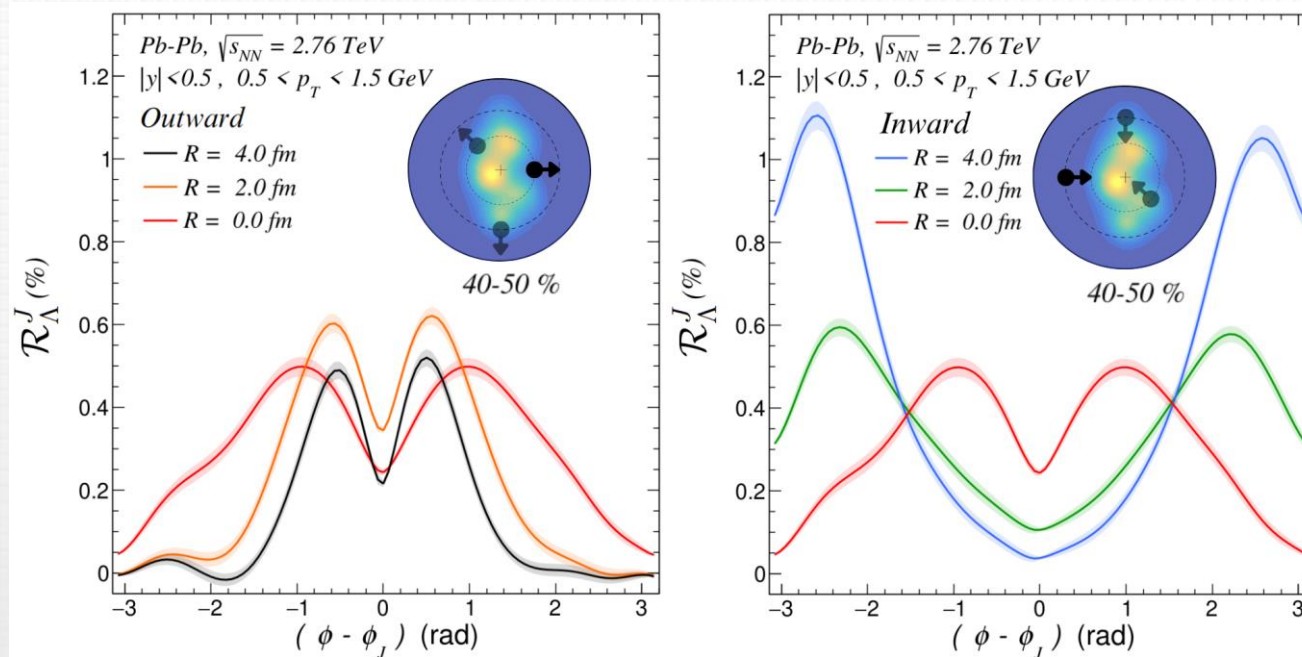 Pb-Pb, √s_NN = 2.76 TeV
|y|<0.5 , 0.5 < p_T < 1.5 GeV
Outward
R = 4.0 fm
R = 2.0 fm
R = 0.0 fm
40-50 %
1.2
1
0.8
0.6
0.4
0.2
0
ℛ_Λ^J (%)
−3 −2 −1 0 1 2 3
( ϕ - ϕ_J ) (rad)
Pb-Pb, √s_NN = 2.76 TeV
|y|<0.5 , 0.5 < p_T < 1.5 GeV
Inward
R = 4.0 fm
R = 2.0 fm
R = 0.0 fm
40-50 %
1.2
1
0.8
0.6
0.4
0.2
0
ℛ_Λ^J (%)
−3 −2 −1 0 1 2 3
( ϕ - ϕ_J ) (rad)